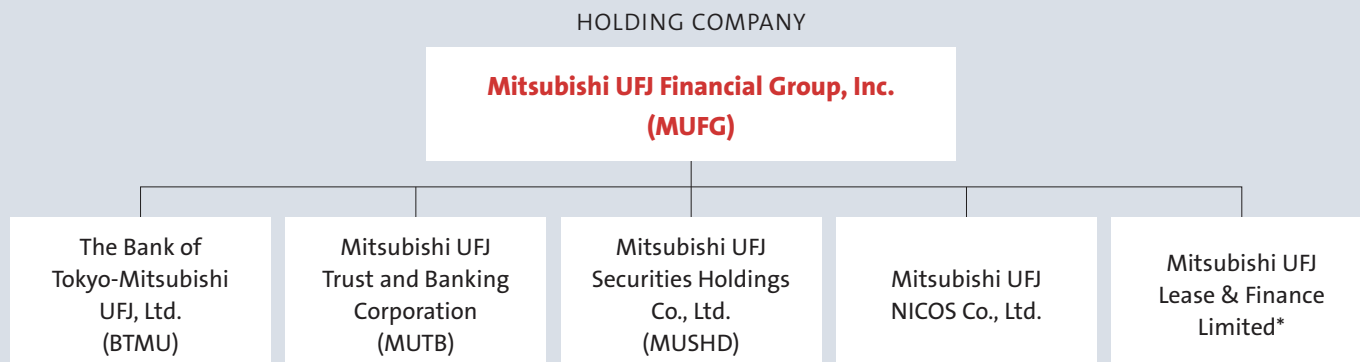 HOLDING COMPANY
Mitsubishi UFJ Financial Group, Inc.
(MUFG)
The Bank of
Tokyo-Mitsubishi
UFJ, Ltd.
(BTMU)
Mitsubishi UFJ
Trust and Banking
Corporation
(MUTB)
Mitsubishi UFJ
Securities Holdings
Co., Ltd.
(MUSHD)
Mitsubishi UFJ
NICOS Co., Ltd.
Mitsubishi UFJ
Lease & Finance
Limited*